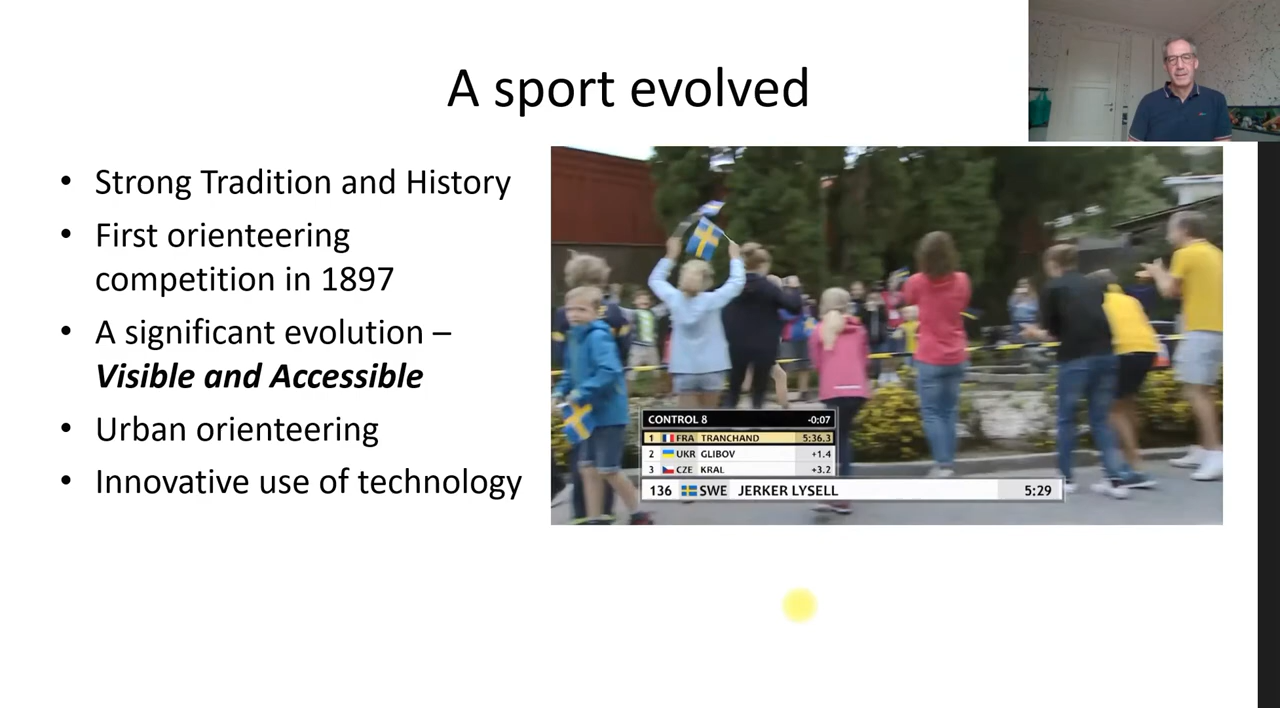 A sport evolved
• Strong Tradition and History
• First orienteering
competition in 1897
• A significant evolution –
Visible and Accessible
• Urban orienteering
• Innovative use of technology
CONTROL 8 -0:07
1 FRA TRANCHAND 5:36.3
2 UKR GLIBOV +1.4
3 CZE KRAL +3.2
136 SWE JERKER LYSELL 5:29